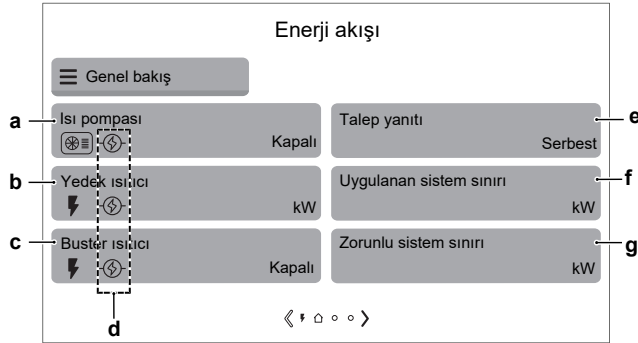 Enerji akışı
Genel bakış
a
Isı pompası
Kapalı
Talep yanıtı
Serbest
e
b
Yedek ısıtıcı
kW
Uygulanan sistem sınırı
kW
f
c
Buster ısıtıcı
Kapalı
Zorunlu sistem sınırı
kW
g
d